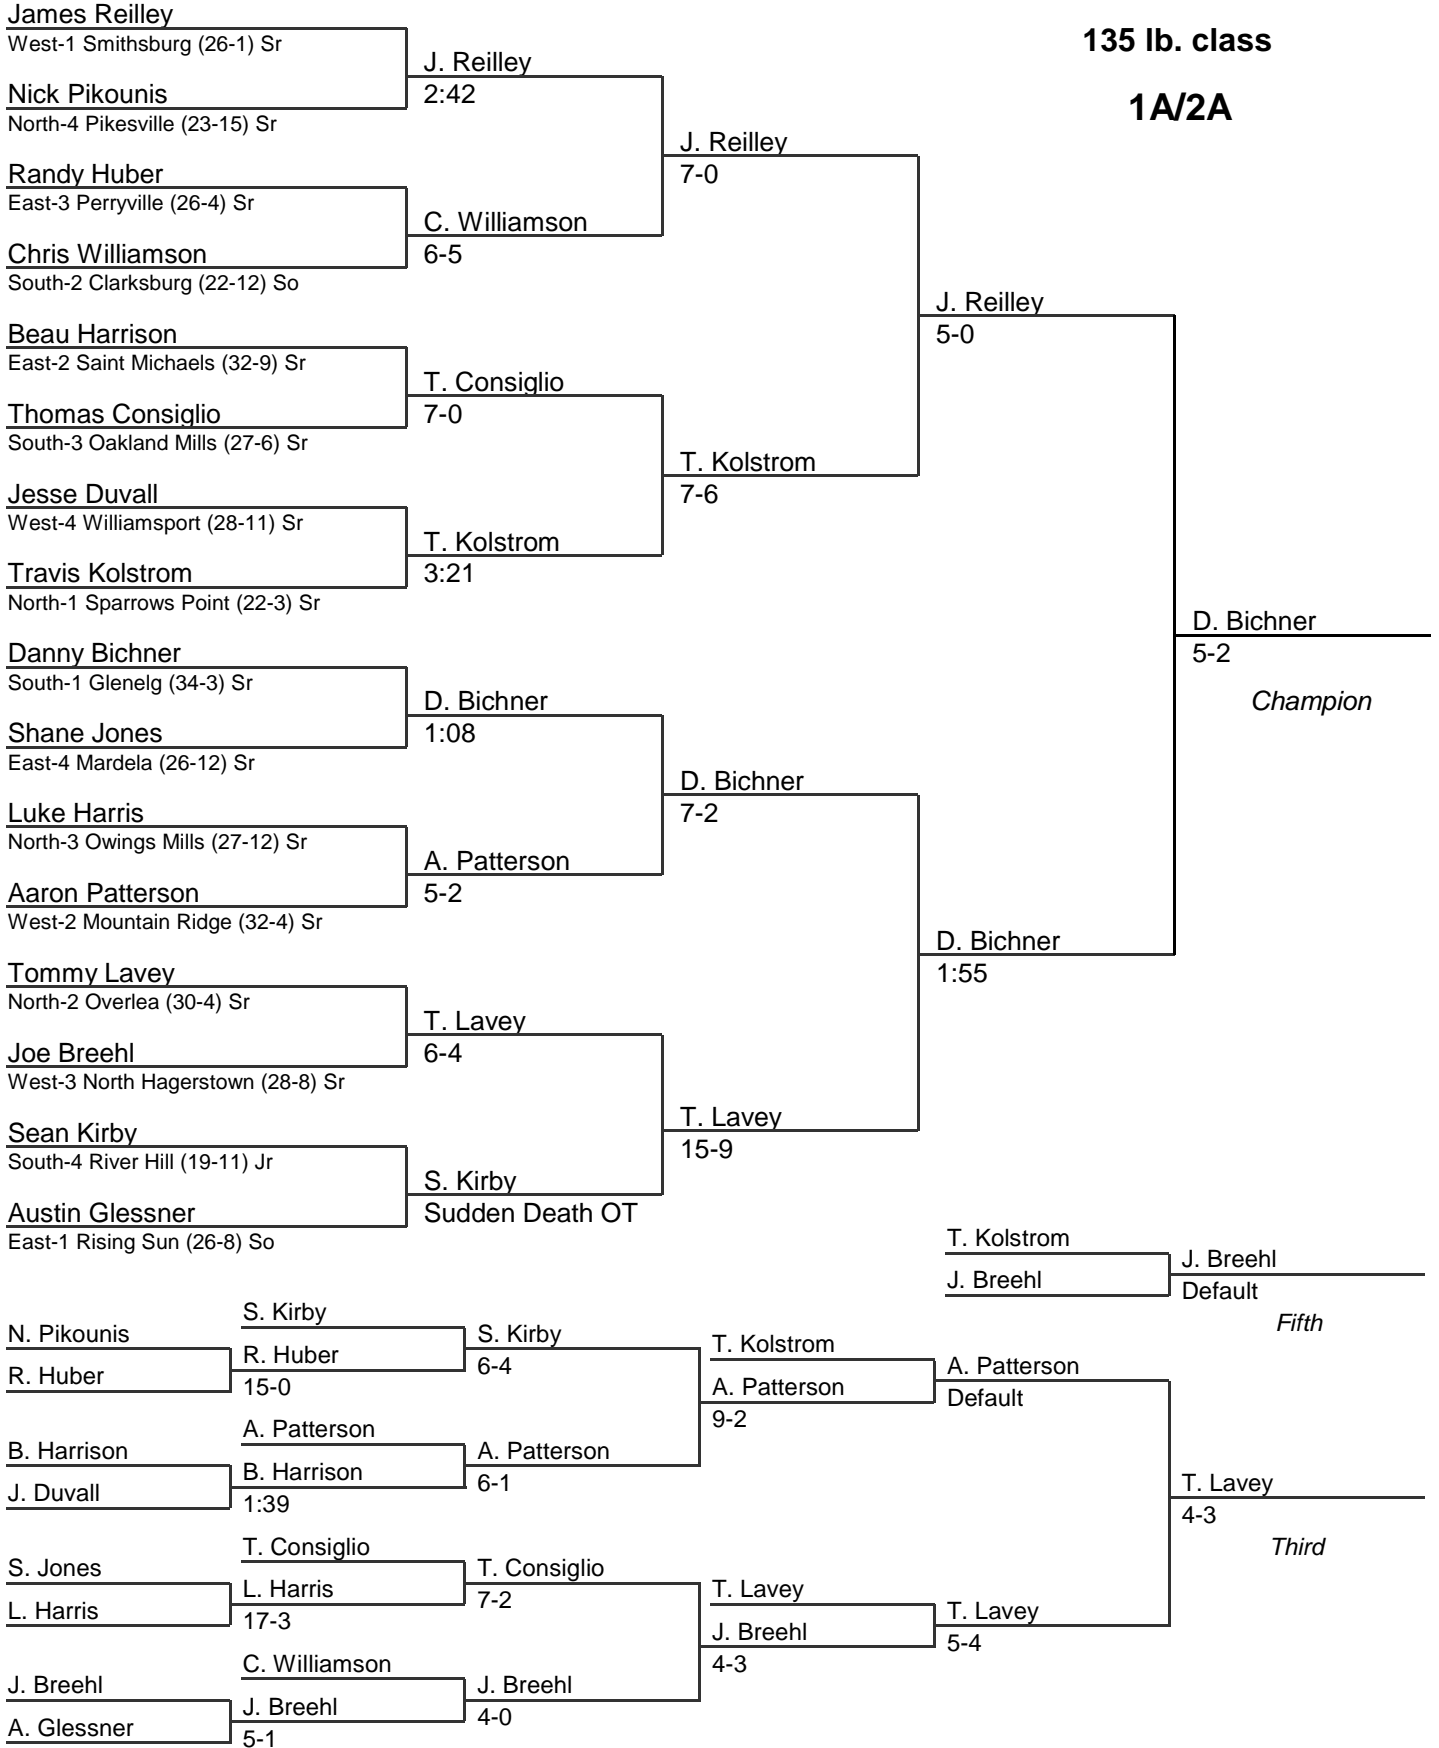 135 lb. class
1A/2A
James Reilley
West-1 Smithsburg (26-1) Sr
Nick Pikounis
North-4 Pikesville (23-15) Sr
Randy Huber
East-3 Perryville (26-4) Sr
Chris Williamson
South-2 Clarksburg (22-12) So
Beau Harrison
East-2 Saint Michaels (32-9) Sr
Thomas Consiglio
South-3 Oakland Mills (27-6) Sr
Jesse Duvall
West-4 Williamsport (28-11) Sr
Travis Kolstrom
North-1 Sparrows Point (22-3) Sr
Danny Bichner
South-1 Glenelg (34-3) Sr
Shane Jones
East-4 Mardela (26-12) Sr
Luke Harris
North-3 Owings Mills (27-12) Sr
Aaron Patterson
West-2 Mountain Ridge (32-4) Sr
Tommy Lavey
North-2 Overlea (30-4) Sr
Joe Breehl
West-3 North Hagerstown (28-8) Sr
Sean Kirby
South-4 River Hill (19-11) Jr
Austin Glessner
East-1 Rising Sun (26-8) So
J. Reilley
2:42
C. Williamson
6-5
T. Consiglio
7-0
T. Kolstrom
3:21
D. Bichner
1:08
A. Patterson
5-2
T. Lavey
6-4
S. Kirby
Sudden Death OT
J. Reilley
7-0
T. Kolstrom
7-6
D. Bichner
7-2
T. Lavey
15-9
J. Reilley
5-0
D. Bichner
1:55
D. Bichner
5-2
Champion
T. Kolstrom
J. Breehl
J. Breehl
Default
Fifth
N. Pikounis
R. Huber
B. Harrison
J. Duvall
S. Jones
L. Harris
J. Breehl
A. Glessner
S. Kirby
R. Huber
15-0
A. Patterson
B. Harrison
1:39
T. Consiglio
L. Harris
17-3
C. Williamson
J. Breehl
5-1
S. Kirby
6-4
A. Patterson
6-1
T. Consiglio
7-2
J. Breehl
4-0
T. Kolstrom
A. Patterson
9-2
T. Lavey
J. Breehl
4-3
A. Patterson
Default
T. Lavey
5-4
T. Lavey
4-3
Third